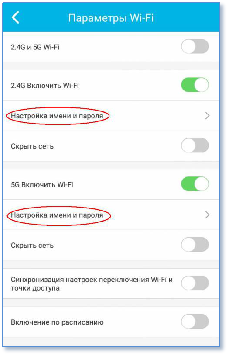 Параметры Wi-Fi
2.4G и 5G Wi-Fi
2.4G Включить Wi-Fi
Настройка имени и пароля
Скрыть сеть
5G Включить Wi-Fi
Настройка имени и пароля
Скрыть сеть
Синхронизация настроек переключения Wi-Fi и
точки доступа
Включение по расписанию